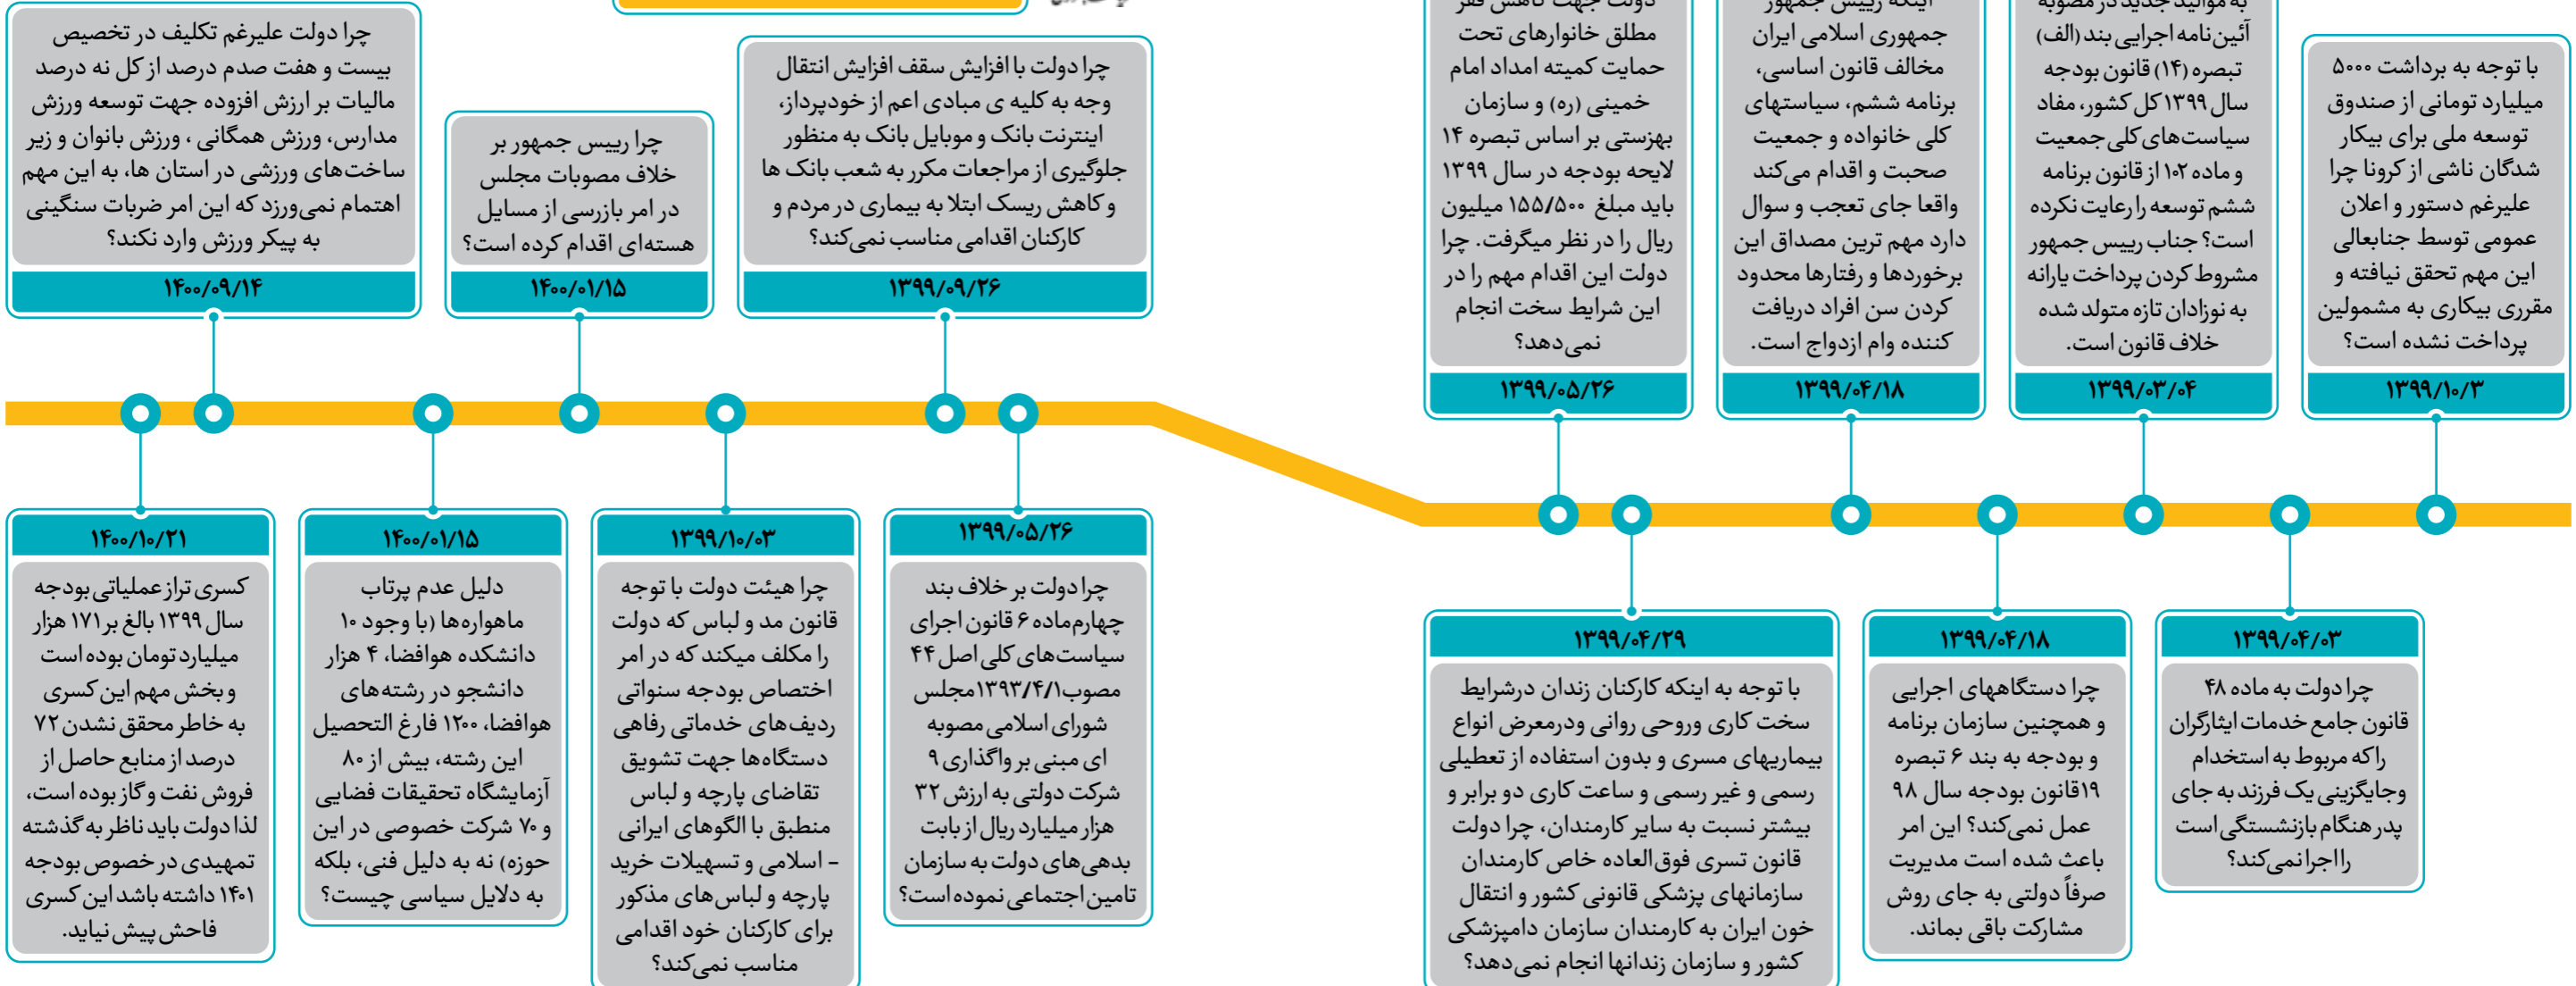 با توجه به برداشت ۵۰۰۰
میلیارد تومانی از صندوق
توسعه ملی برای بیکار
شدگان ناشی از کرونا چرا
علیرغم دستور و اعلان
عمومی توسط جنابعالی
این مهم تحقق نیافته و
مقرری بیکاری به مشمولین
پرداخت نشده است؟
۱۳۹۹/۱۰/۳
به موالید جدید در مصوبه
آئین‌نامه اجرایی بند (الف)
تبصره (۱۴) قانون بودجه
سال ۱۳۹۹ کل کشور، مفاد
سیاست‌های کلی جمعیت
و ماده ۱۰۲ از قانون برنامه
ششم توسعه را رعایت نکرده
است؟ جناب رییس جمهور
مشروط کردن پرداخت یارانه
به نوزادان تازه متولد شده
خلاف قانون است.
۱۳۹۹/۰۳/۰۴
اینکه رییس جمهور
جمهوری اسلامی ایران
مخالف قانون اساسی،
برنامه ششم، سیاستهای
کلی خانواده و جمعیت
صحبت و اقدام می‌کند
واقعا جای تعجب و سوال
دارد مهم ترین مصداق این
برخوردها و رفتارها محدود
کردن سن افراد دریافت
کننده وام ازدواج است.
۱۳۹۹/۰۴/۱۸
دولت جهت کاهش فقر
مطلق خانوارهای تحت
حمایت کمیته امداد امام
خمینی (ره) و سازمان
بهزستی بر اساس تبصره ۱۴
لایحه بودجه در سال ۱۳۹۹
باید مبلغ ۱۵۵/۵۰۰ میلیون
ریال را در نظر میگرفت. چرا
دولت این اقدام مهم را در
این شرایط سخت انجام
نمی‌دهد؟
۱۳۹۹/۰۵/۲۶
۱۳۹۹/۰۴/۰۳
چرا دولت به ماده ۴۸
قانون جامع خدمات ایثارگران
راکه مربوط به استخدام
وجایگزینی یک فرزند به جای
پدر هنگام بازنشستگی است
را اجرا نمی‌کند؟
۱۳۹۹/۰۴/۱۸
چرا دستگاههای اجرایی
و همچنین سازمان برنامه
و بودجه به بند ۶ تبصره
۱۹قانون بودجه سال ۹۸
عمل نمی‌کند؟ این امر
باعث شده است مدیریت
صرفاً دولتی به جای روش
مشارکت باقی بماند.
۱۳۹۹/۰۴/۲۹
با توجه به اینکه کارکنان زندان درشرایط
سخت کاری وروحی روانی ودرمعرض انواع
بیماریهای مسری و بدون استفاده از تعطیلی
رسمی و غیر رسمی و ساعت کاری دو برابر و
بیشتر نسبت به سایر کارمندان، چرا دولت
قانون تسری فوق‌العاده خاص کارمندان
سازمانهای پزشکی قانونی کشور و انتقال
خون ایران به کارمندان سازمان دامپزشکی
کشور و سازمان زندانها انجام نمی‌دهد؟
چرا دولت با افزایش سقف افزایش انتقال
وجه به کلیه ی مبادی اعم از خودپرداز،
اینترنت بانک و موبایل بانک به منظور
جلوگیری از مراجعات مکرر به شعب بانک ها
و کاهش ریسک ابتلا به بیماری در مردم و
کارکنان اقدامی مناسب نمی‌کند؟
۱۳۹۹/۰۹/۲۶
چرا رییس جمهور بر
خلاف مصوبات مجلس
در امر بازرسی از مسایل
هسته‌ای اقدام کرده است؟
۱۴۰۰/۰۱/۱۵
چرا دولت علیرغم تکلیف در تخصیص
بیست و هفت صدم درصد از کل نه درصد
مالیات بر ارزش افزوده جهت توسعه ورزش
مدارس، ورزش همگانی ، ورزش بانوان و زیر
ساخت‌های ورزشی در استان ها، به این مهم
اهتمام نمی‌ورزد که این امر ضربات سنگینی
به پیکر ورزش وارد نکند؟
۱۴۰۰/۰۹/۱۴
۱۳۹۹/۰۵/۲۶
چرادولت بر خلاف بند
چهارم‌ماده ۶ قانون اجرای
سیاست‌های کلی اصل ۴۴
مصوب۱۳۹۳/۴/۱مجلس
شورای اسلامی مصوبه
ای مبنی بر واگذاری ۹
شرکت دولتی به ارزش ۳۲
هزار میلیارد ریال از بابت
بدهی‌های دولت به سازمان
تامین اجتماعی نموده است؟
۱۳۹۹/۱۰/۰۳
چرا هیئت دولت با توجه
قانون مد و لباس که دولت
را مکلف میکند که در امر
اختصاص بودجه سنواتی
ردیف‌های خدماتی رفاهی
دستگاه‌ها جهت تشویق
تقاضای پارچه و لباس
منطبق با الگوهای ایرانی
- اسلامی و تسهیلات خرید
پارچه و لباس‌های مذکور
برای کارکنان خود اقدامی
مناسب نمی‌کند؟
۱۴۰۰/۰۱/۱۵
دلیل عدم پرتاب
ماهواره‌ها (با وجود ۱۰
دانشکده هوافضا، ۴ هزار
دانشجو در رشته‌های
هوافضا، ۱۲۰۰ فارغ التحصیل
این رشته، بیش از ۸۰
آزمایشگاه تحقیقات فضایی
و ۷۰ شرکت خصوصی در این
حوزه) نه به دلیل فنی، بلکه
به دلایل سیاسی چیست؟
۱۴۰۰/۱۰/۲۱
کسری تراز عملیاتی بودجه
سال ۱۳۹۹ بالغ بر ۱۷۱ هزار
میلیارد تومان بوده است
و بخش مهم این کسری
به خاطر محقق نشدن ۷۲
درصد از منابع حاصل از
فروش نفت و گاز بوده است،
لذا دولت باید ناظر به گذشته
تمهیدی در خصوص بودجه
۱۴۰۱ داشته باشد این کسری
فاحش پیش نیاید.